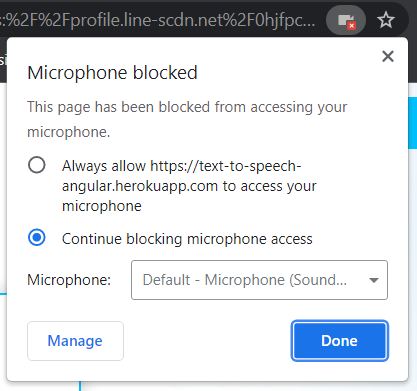 s:%2F%2Fprofile.line-scdn.net%2F0hjfpc...
Microphone blocked
This page has been blocked from accessing your
microphone.
Always allow https://text-to-speech-
angular.herokuapp.com to access your
microphone
Continue blocking microphone access
Microphone: Default - Microphone (Sound...
Manage Done